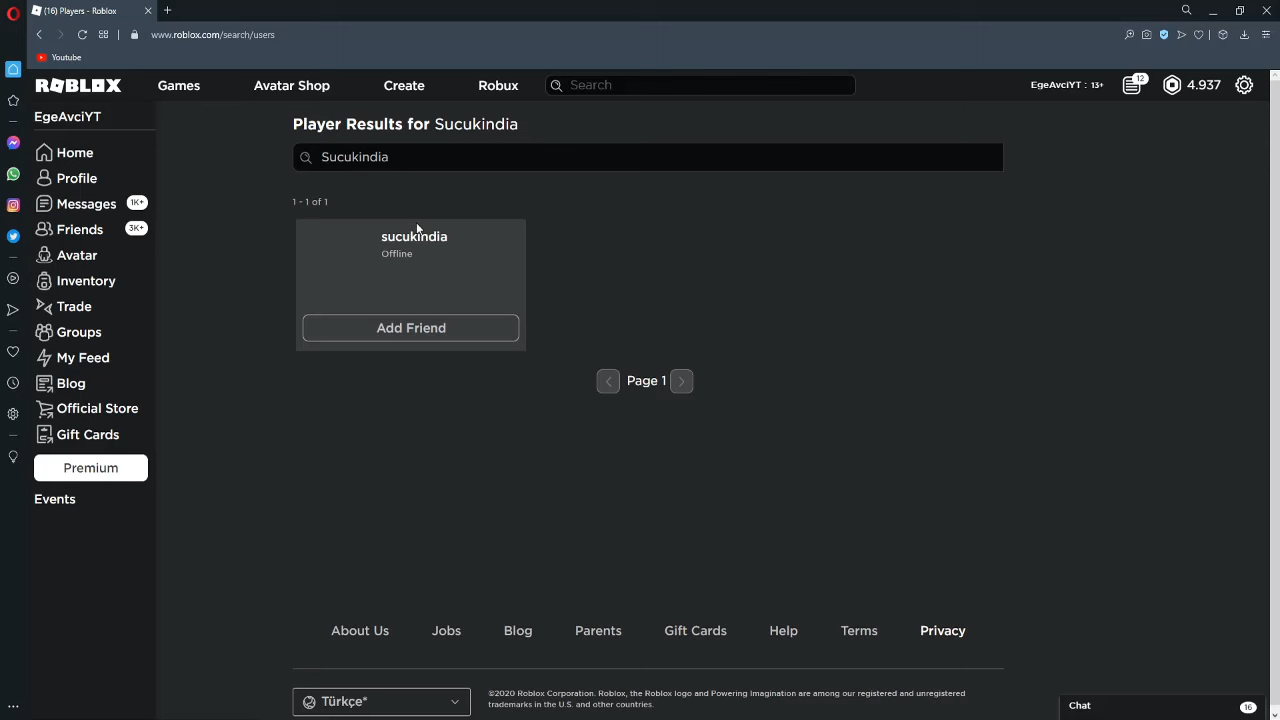 (16) Players - Roblox
www.roblox.com/search/users
Youtube
ROBLOX
Games
Avatar Shop
Create
Robux
Search
EgeAvciYT : 13+
12
4.937
EgeAvciYT
Home
Profile
Messages
1K+
Friends
3K+
Avatar
Inventory
Trade
Groups
My Feed
Blog
Official Store
Gift Cards
Premium
Events
Player Results for Sucukindia
Sucukindia
1 - 1 of 1
sucukindia
Offline
Add Friend
Page 1
About Us
Jobs
Blog
Parents
Gift Cards
Help
Terms
Privacy
Türkçe*
©2020 Roblox Corporation. Roblox, the Roblox logo and Powering Imagination are among our registered and unregistered
trademarks in the U.S. and other countries.
Chat
16